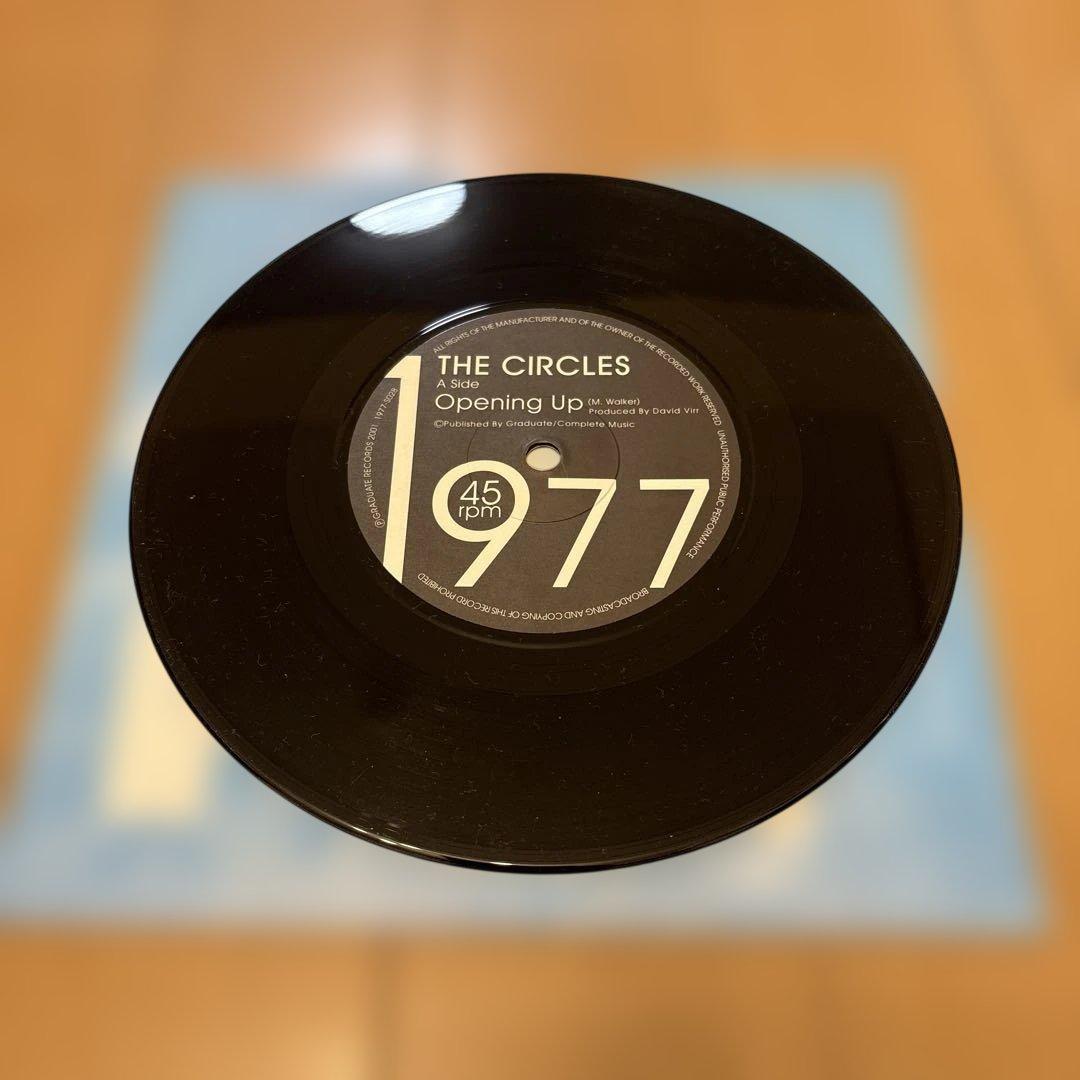 THE CIRCLES
A Side
Opening Up (M. Walker)
Produced By David Virr
©Published By Graduate/Complete Music
1977
45
rpm
ALL RIGHTS OF THE MANUFACTURER AND OF THE OWNER OF THE RECORDED WORK RESERVED UNAUTHORISED PUBLIC PERFORMANCE BROADCASTING AND COPYING OF THIS RECORD PROHIBITED
℗GRADUATE RECORDS 2001 1977-S028